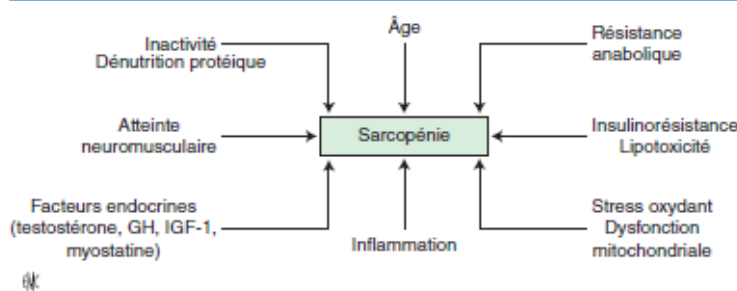 Âge
Inactivité
Dénutrition protéique
Résistance
anabolique
Atteinte
neuromusculaire
Sarcopénie
Insulinorésistance
Lipotoxicité
Facteurs endocrines
(testostérone, GH, IGF-1,
myostatine)
Inflammation
Stress oxydant
Dysfonction
mitochondriale
EMC